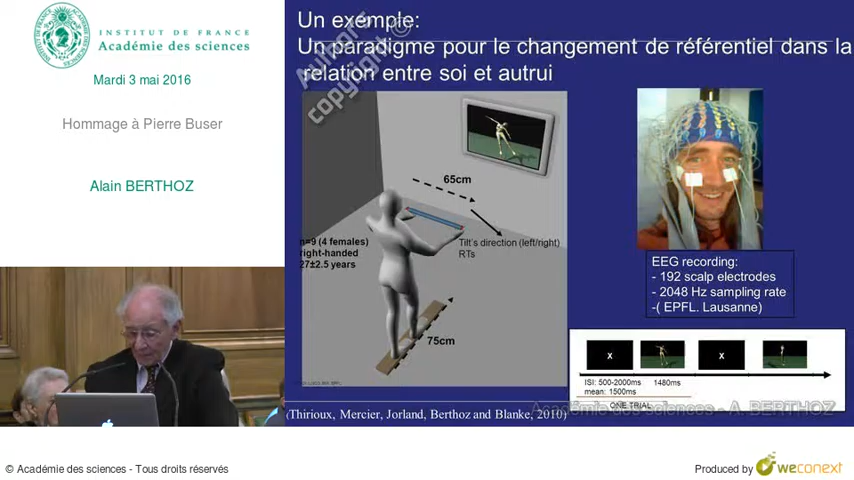 INSTITUT DE FRANCE
Académie des sciences
Mardi 3 mai 2016
Hommage à Pierre Buser
Alain BERTHOZ
Un exemple:
Un paradigme pour le changement de référentiel dans la
relation entre soi et autrui
Authors
copyright ©
65cm
n=9 (4 females)
right-handed
27±2.5 years
Tilt's direction (left/right)
RTs
75cm
EEG recording:
- 192 scalp electrodes
- 2048 Hz sampling rate
-( EPFL. Lausanne)
X
X
ISI: 500-2000ms
mean: 1500ms
1480ms
ONE TRIAL
Académie des sciences - A. BERTHOZ
(Thirioux, Mercier, Jorland, Berthoz and Blanke, 2010)
© Académie des sciences - Tous droits réservés
Produced by weconext